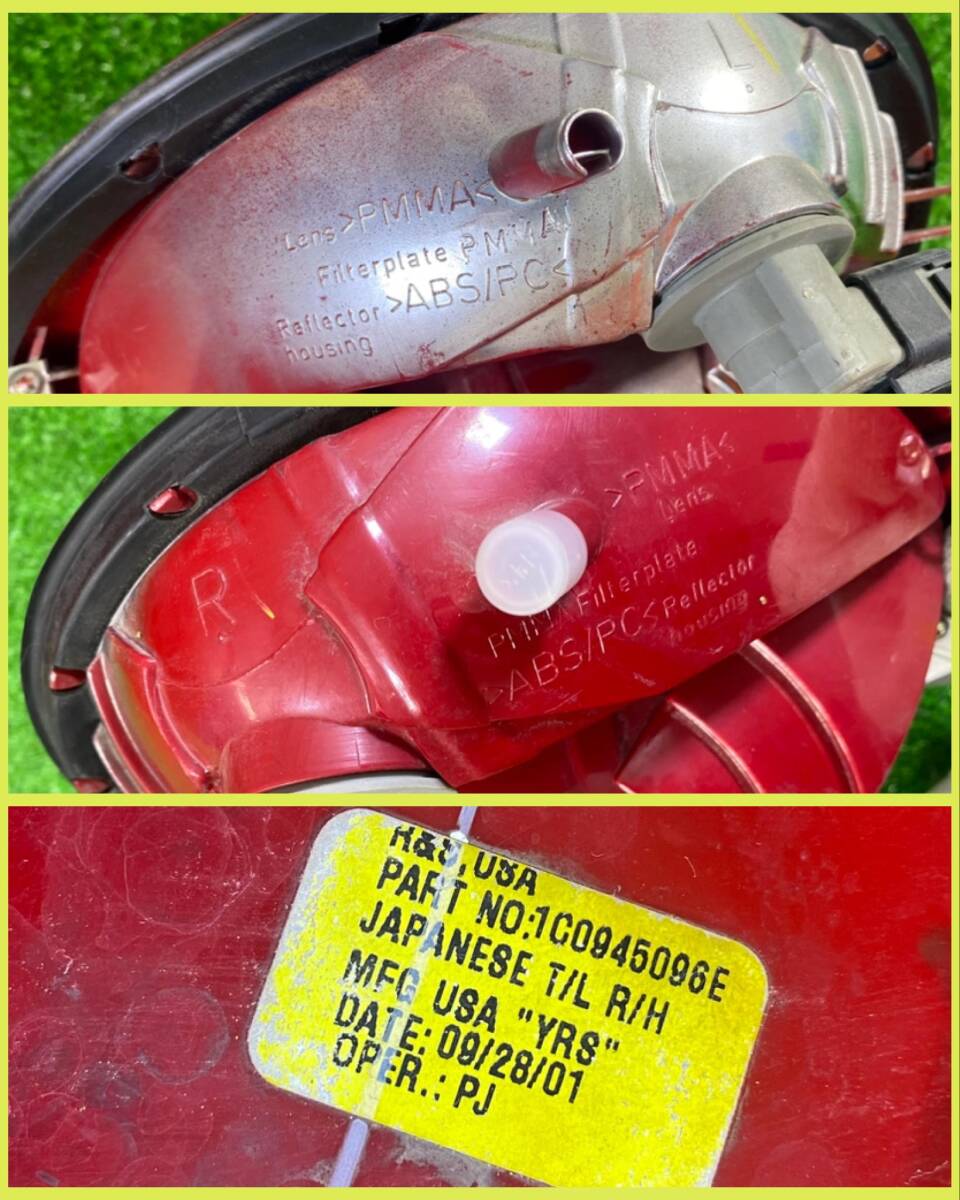 L
Lens >PMMA<
Filterplate PMMA
Reflector >ABS/PC<
housing
>PMMA<
Lens
R
PMMA Filterplate
>ABS/PC< Reflector
housing
USA
PART NO:1C0945096E
JAPANESE T/L R/H
MFG USA "YRS"
DATE: 09/28/01
OPER.: PJ